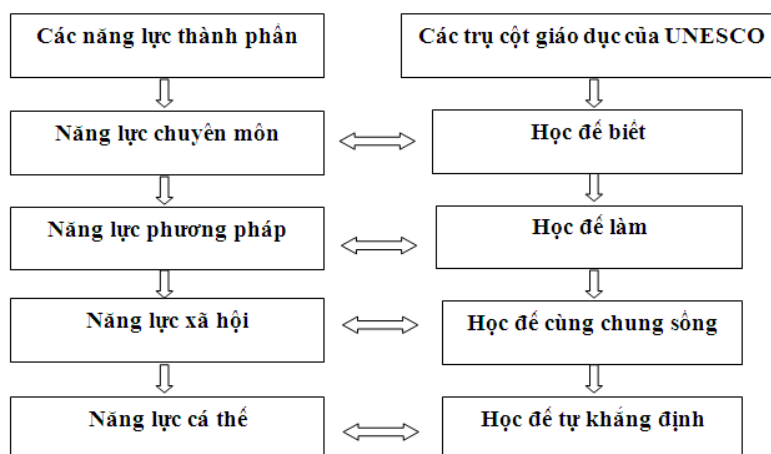 Các năng lực thành phần
Các trụ cột giáo dục của UNESCO
Năng lực chuyên môn
Học để biết
Năng lực phương pháp
Học để làm
Năng lực xã hội
Học để cùng chung sống
Năng lực cá thể
Học để tự khẳng định